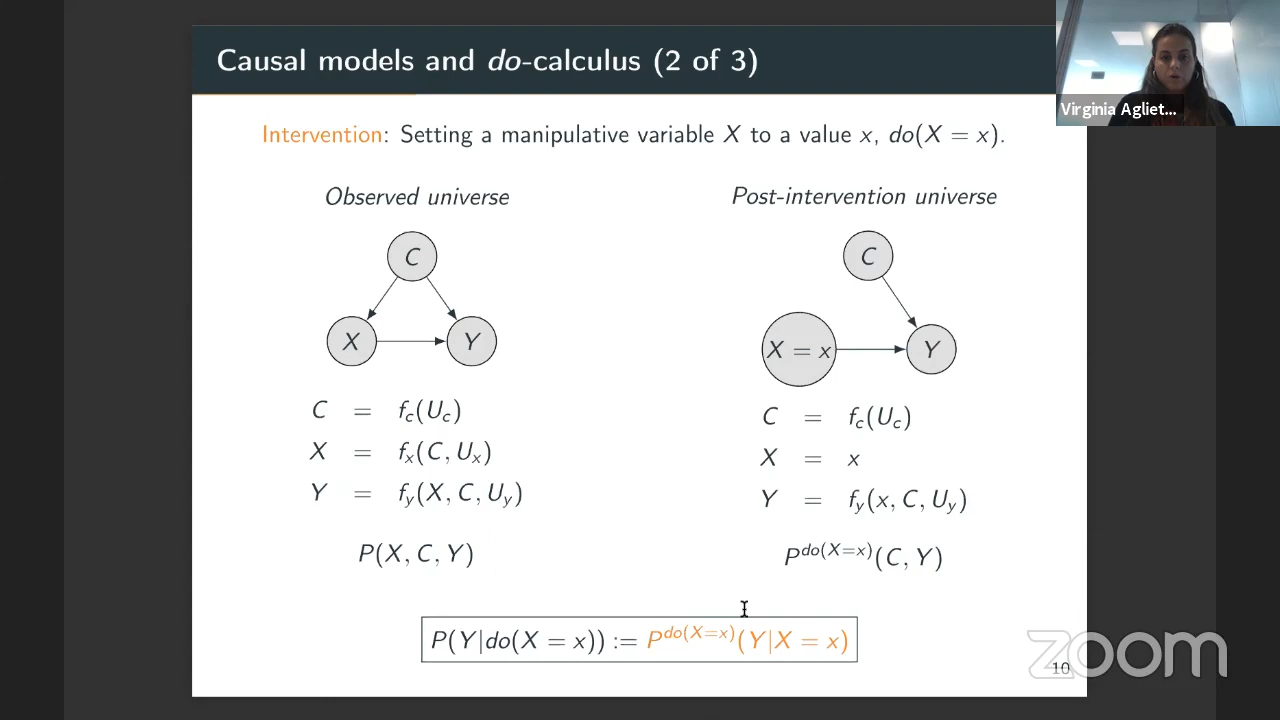 Causal models and do-calculus (2 of 3)
Virginia Agliet...
Intervention: Setting a manipulative variable X to a value x, do(X = x).
Observed universe
Post-intervention universe
C
X
Y
C
X = x
Y
C = f_c(U_c)
X = f_x(C, U_x)
Y = f_y(X, C, U_y)
P(X, C, Y)
C = f_c(U_c)
X = x
Y = f_y(x, C, U_y)
P^{do(X=x)}(C, Y)
P(Y|do(X = x)) := P^{do(X=x)}(Y|X = x)
zoom
10